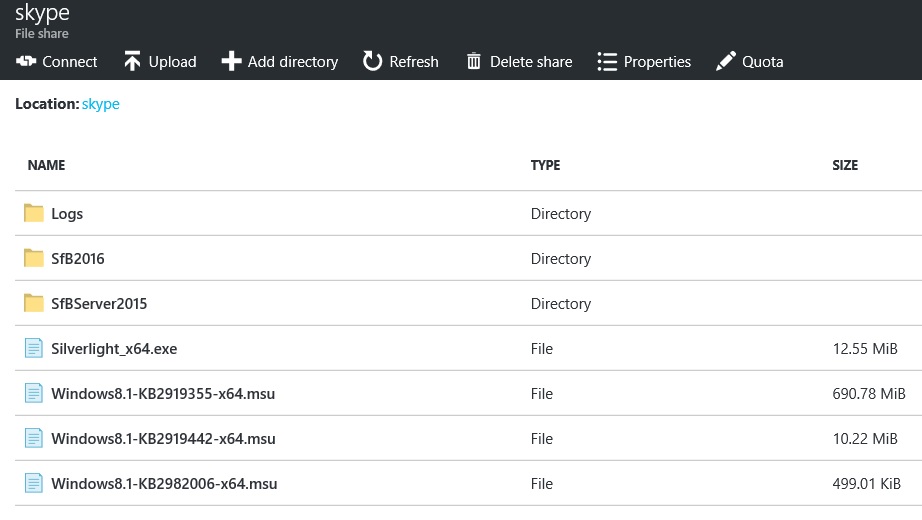 skype
File share
Connect Upload Add directory Refresh Delete share Properties Quota
Location: skype
NAME TYPE SIZE
Logs Directory
SfB2016 Directory
SfBServer2015 Directory
Silverlight_x64.exe File 12.55 MiB
Windows8.1-KB2919355-x64.msu File 690.78 MiB
Windows8.1-KB2919442-x64.msu File 10.22 MiB
Windows8.1-KB2982006-x64.msu File 499.01 KiB